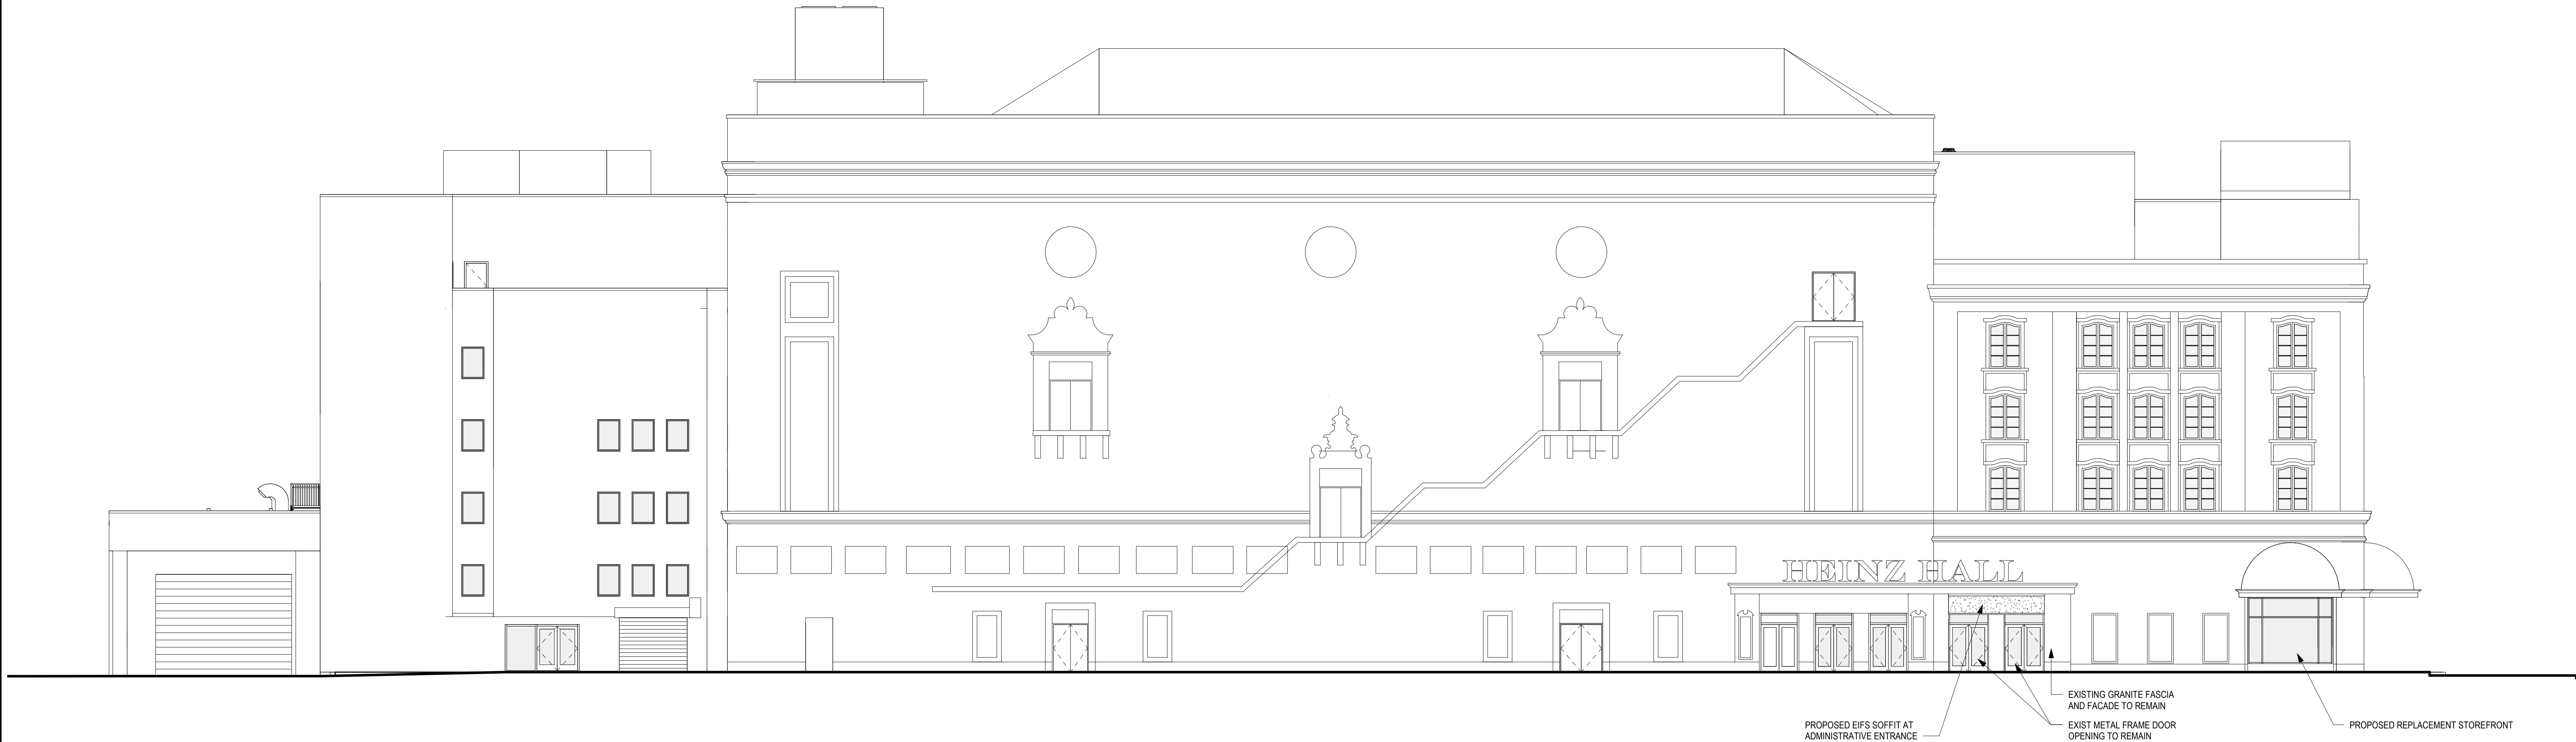 HEINZ HALL
EXISTING GRANITE FASCIA
AND FACADE TO REMAIN
PROPOSED EIFS SOFFIT AT
ADMINISTRATIVE ENTRANCE
EXIST METAL FRAME DOOR
OPENING TO REMAIN
PROPOSED REPLACEMENT STOREFRONT